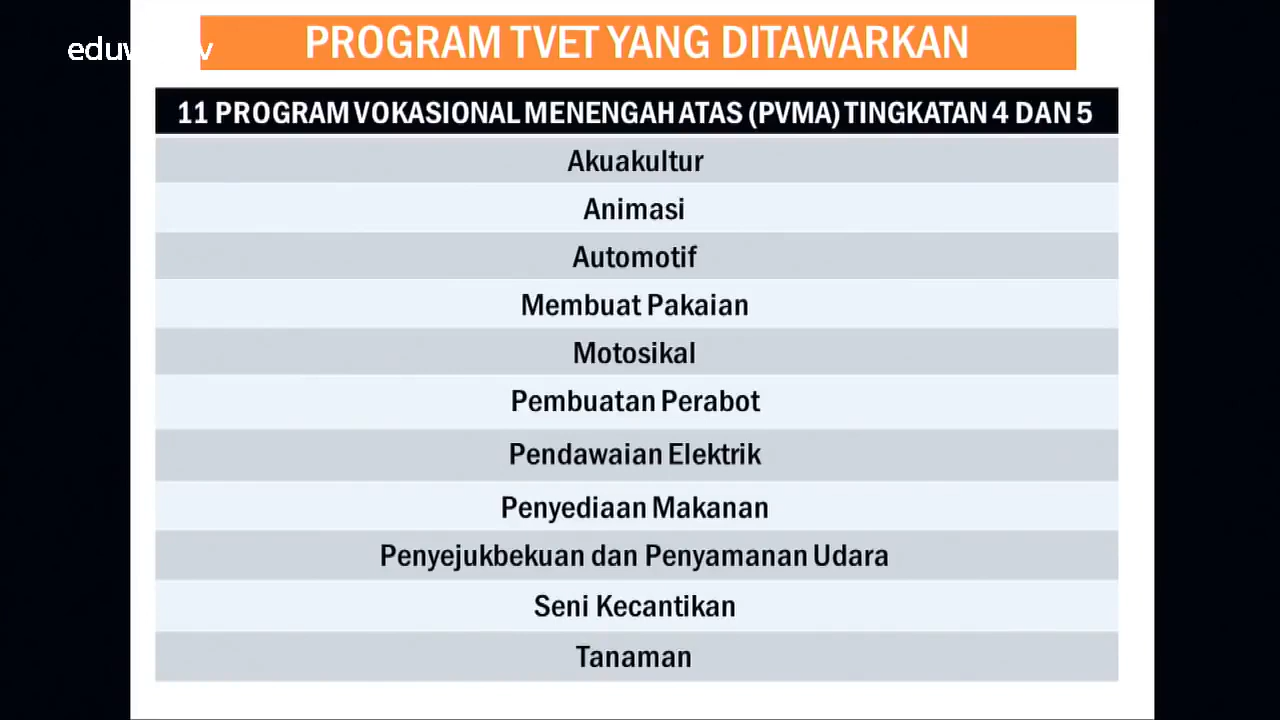 PROGRAM TVET YANG DITAWARKAN
11 PROGRAM VOKASIONAL MENENGAH ATAS (PVMA) TINGKATAN 4 DAN 5
Akuakultur
Animasi
Automotif
Membuat Pakaian
Motosikal
Pembuatan Perabot
Pendawaian Elektrik
Penyediaan Makanan
Penyejukbekuan dan Penyamanan Udara
Seni Kecantikan
Tanaman